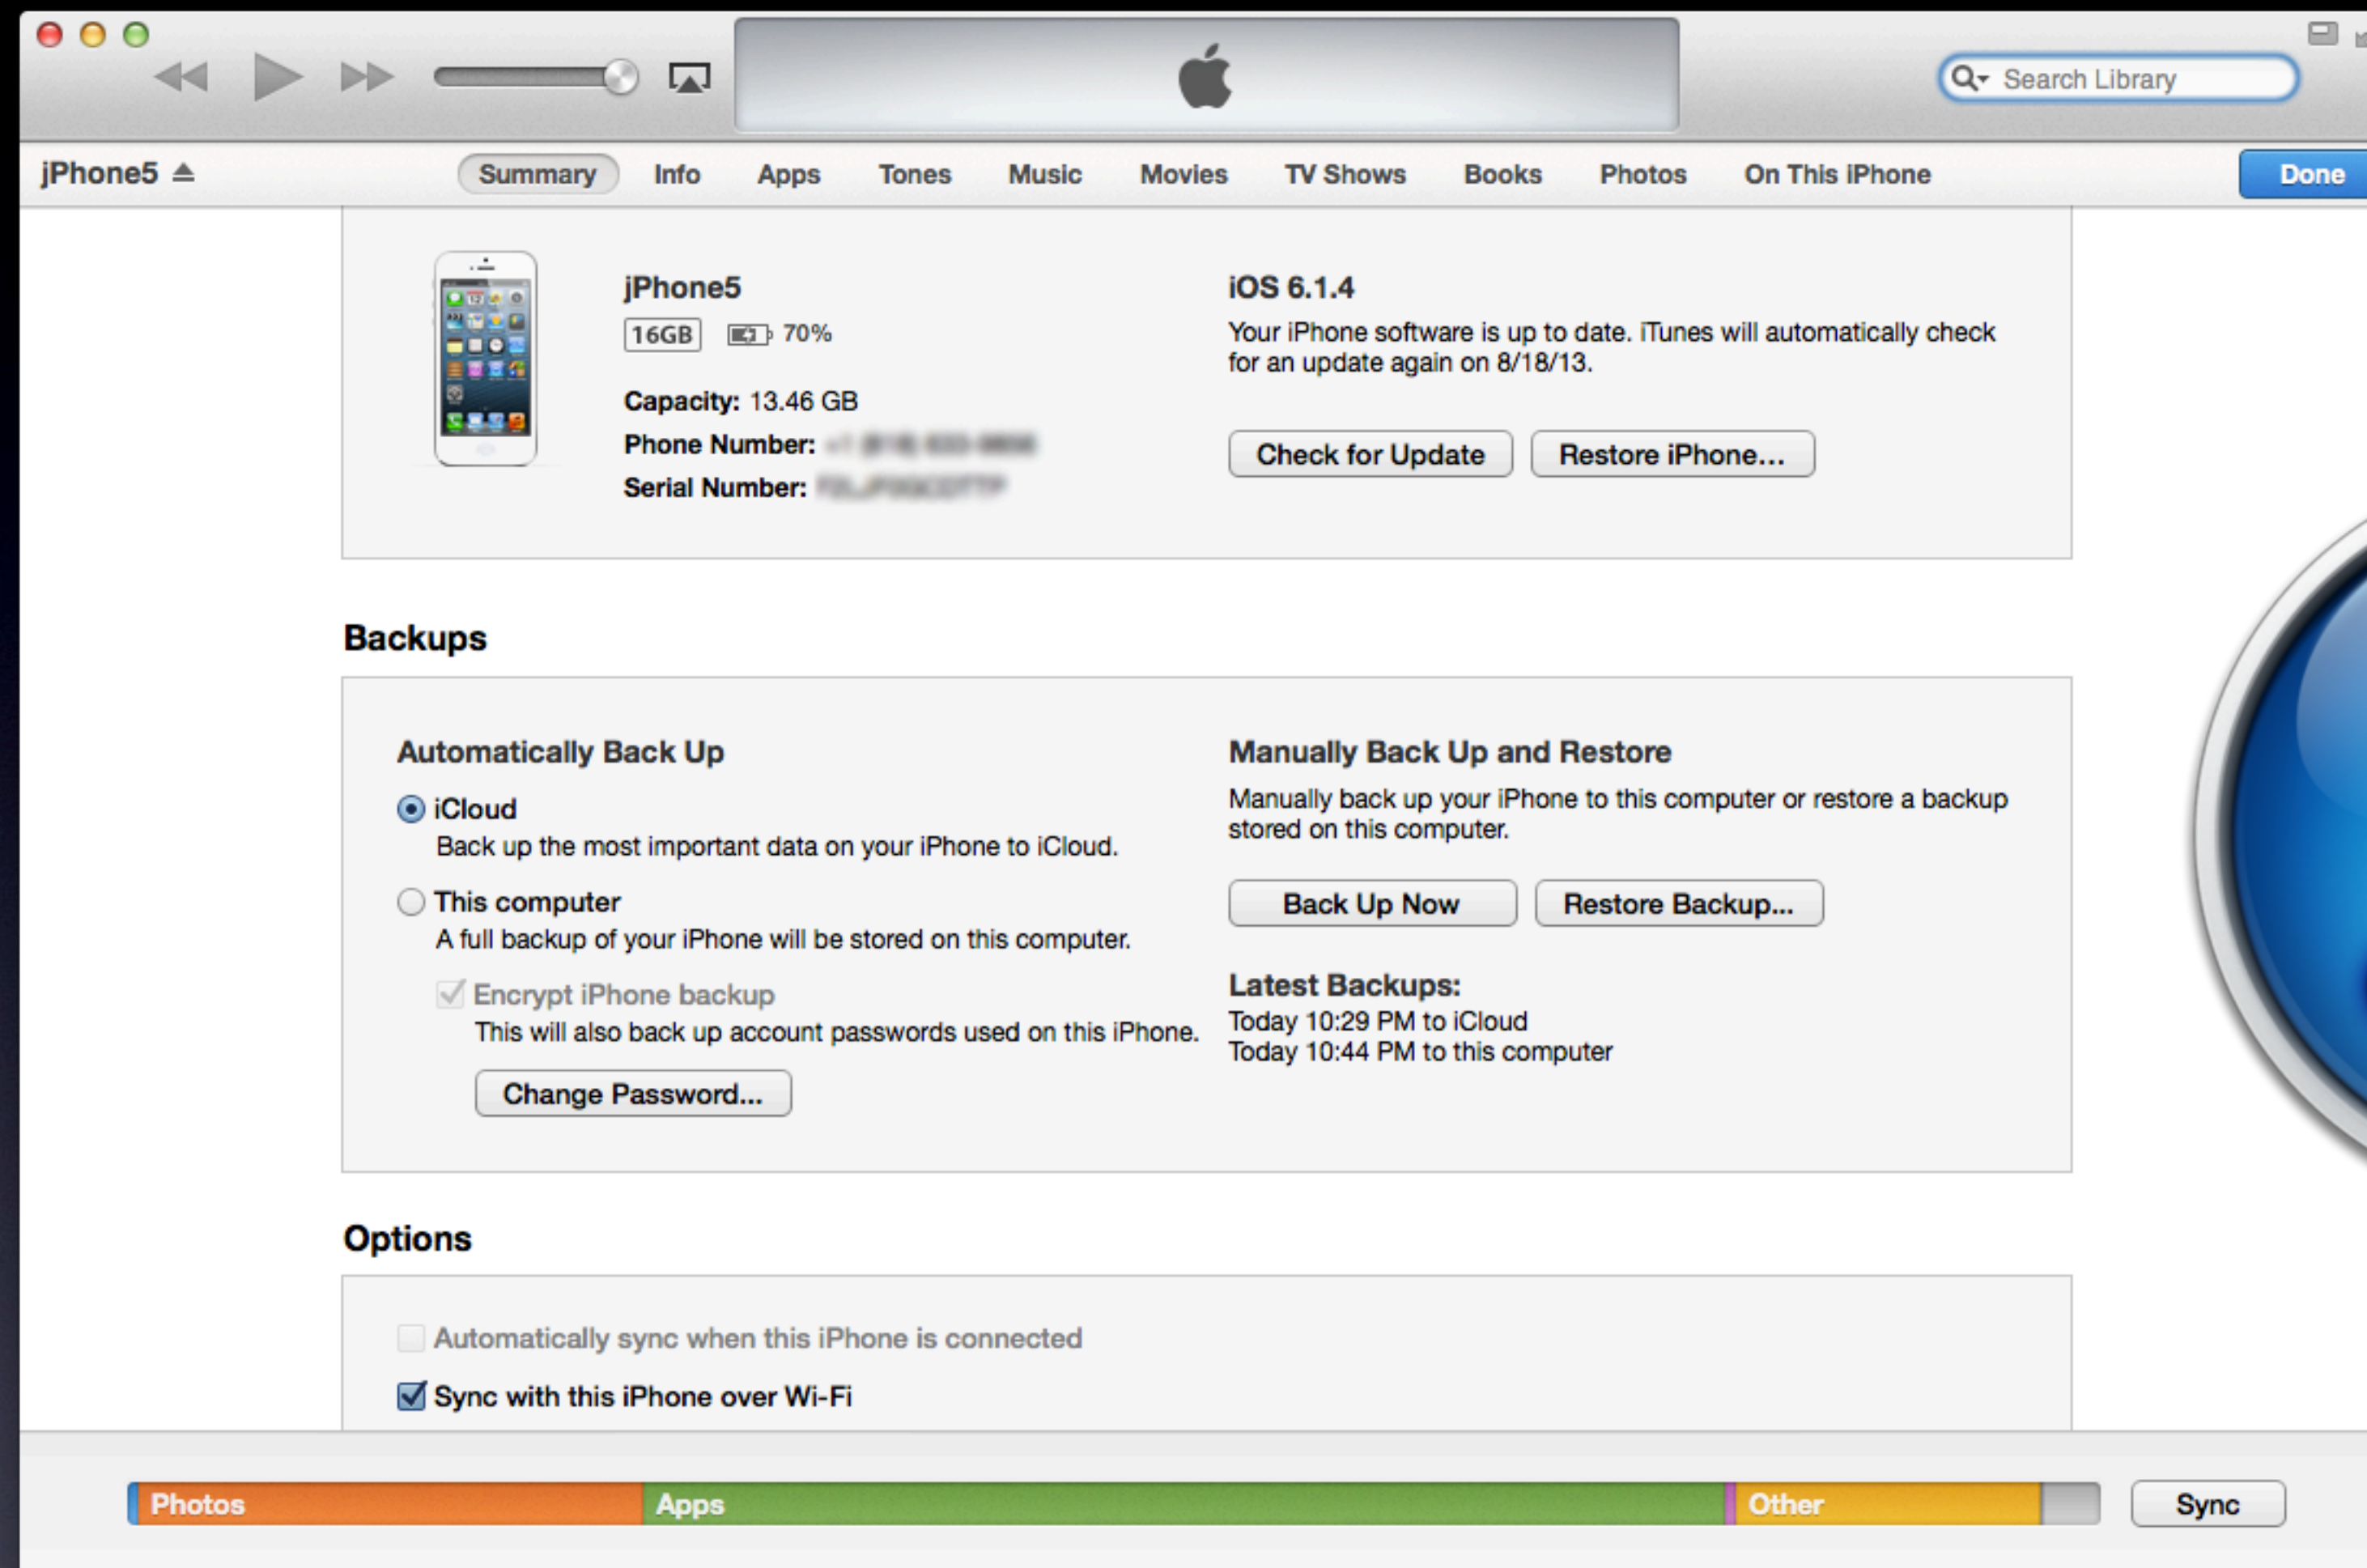 Search Library
jPhone5
Summary Info Apps Tones Music Movies TV Shows Books Photos On This iPhone Done
jPhone5
16GB 70%
Capacity: 13.46 GB
Phone Number:
Serial Number:
iOS 6.1.4
Your iPhone software is up to date. iTunes will automatically check
for an update again on 8/18/13.
Check for Update Restore iPhone...
Backups
Automatically Back Up
iCloud
Back up the most important data on your iPhone to iCloud.
This computer
A full backup of your iPhone will be stored on this computer.
Encrypt iPhone backup
This will also back up account passwords used on this iPhone.
Change Password...
Manually Back Up and Restore
Manually back up your iPhone to this computer or restore a backup
stored on this computer.
Back Up Now Restore Backup...
Latest Backups:
Today 10:29 PM to iCloud
Today 10:44 PM to this computer
Options
Automatically sync when this iPhone is connected
Sync with this iPhone over Wi-Fi
Photos Apps Other Sync